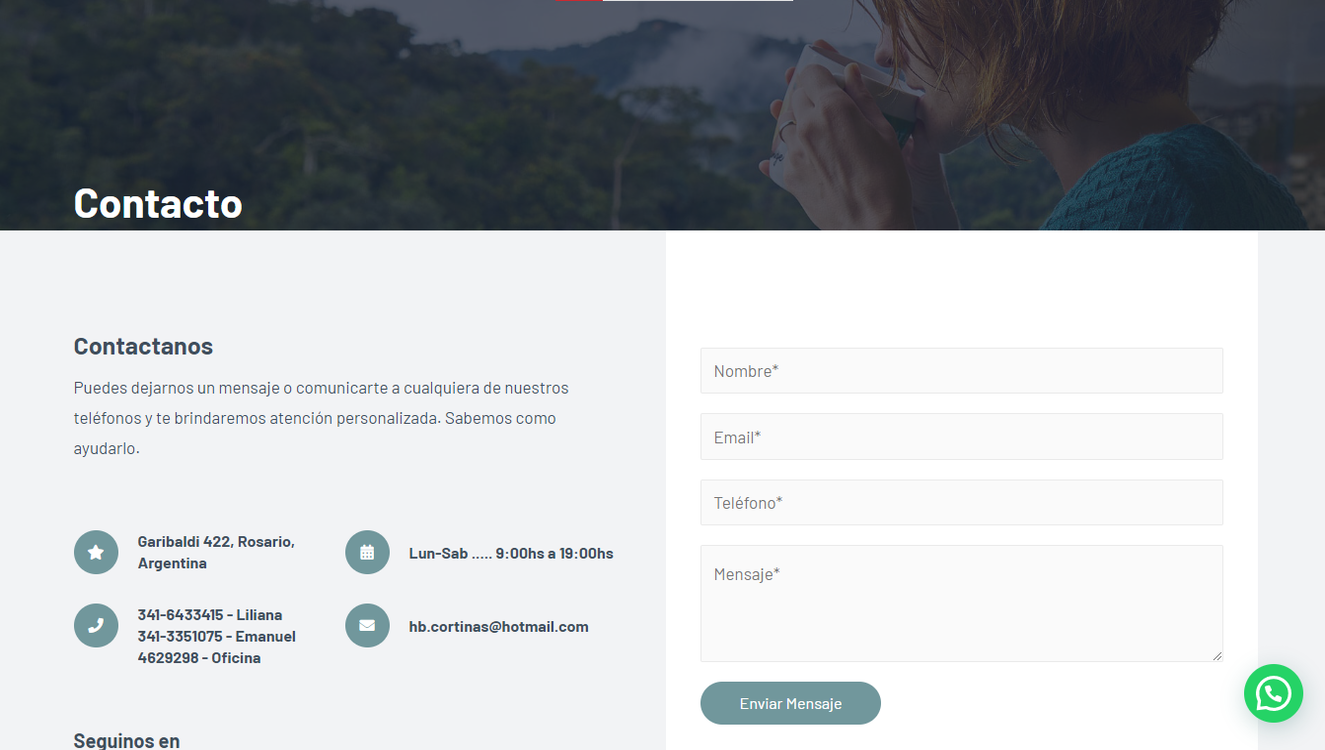 Contacto
Contactanos
Puedes dejarnos un mensaje o comunicarte a cualquiera de nuestros
teléfonos y te brindaremos atención personalizada. Sabemos como
ayudarlo.
Garibaldi 422, Rosario,
Argentina
Lun-Sab ..... 9:00hs a 19:00hs
341-6433415 - Liliana
341-3351075 - Emanuel
4629298 - Oficina
hb.cortinas@hotmail.com
Seguinos en
Nombre*
Email*
Teléfono*
Mensaje*
Enviar Mensaje